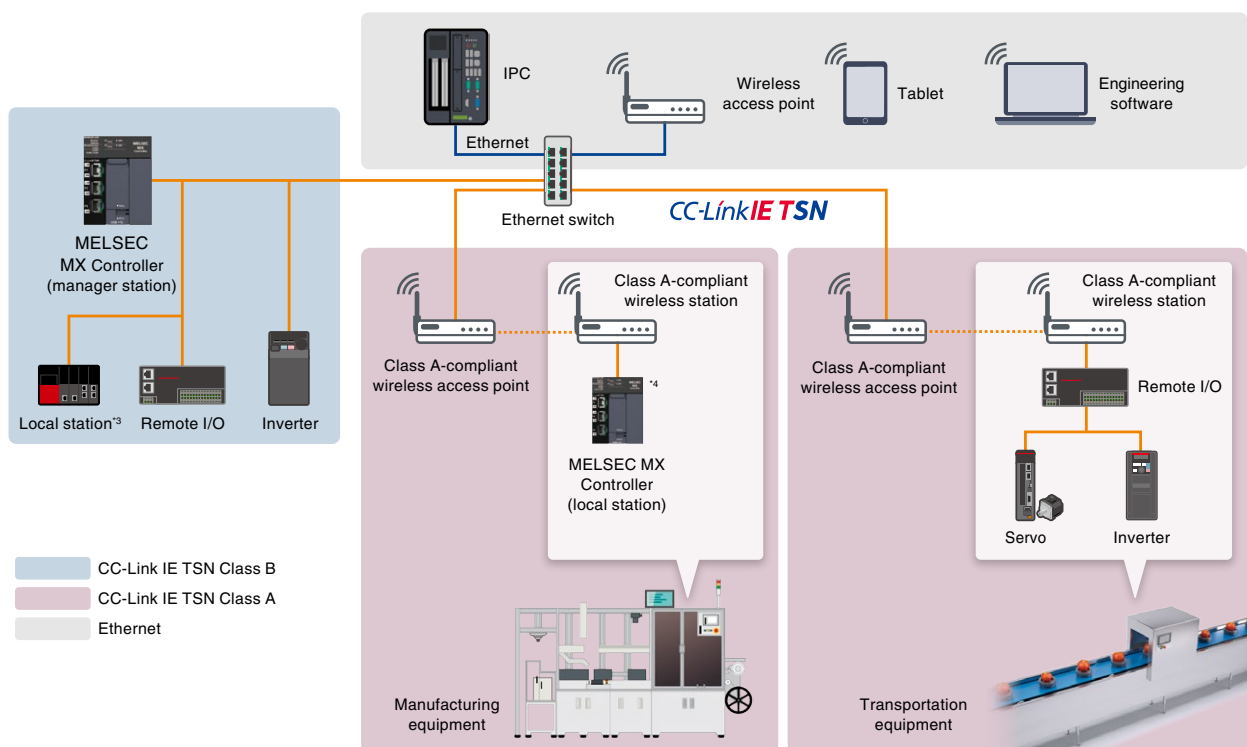 IPC
Wireless
access point
Tablet
Engineering
software
Ethernet
Ethernet switch
CC-Link IE TSN
MELSEC
MX Controller
(manager station)
Local station*3
Remote I/O
Inverter
Class A-compliant
wireless access point
Class A-compliant
wireless station
*4
MELSEC MX
Controller
(local station)
Manufacturing
equipment
Class A-compliant
wireless access point
Class A-compliant
wireless station
Remote I/O
Servo
Inverter
Transportation
equipment
CC-Link IE TSN Class B
CC-Link IE TSN Class A
Ethernet